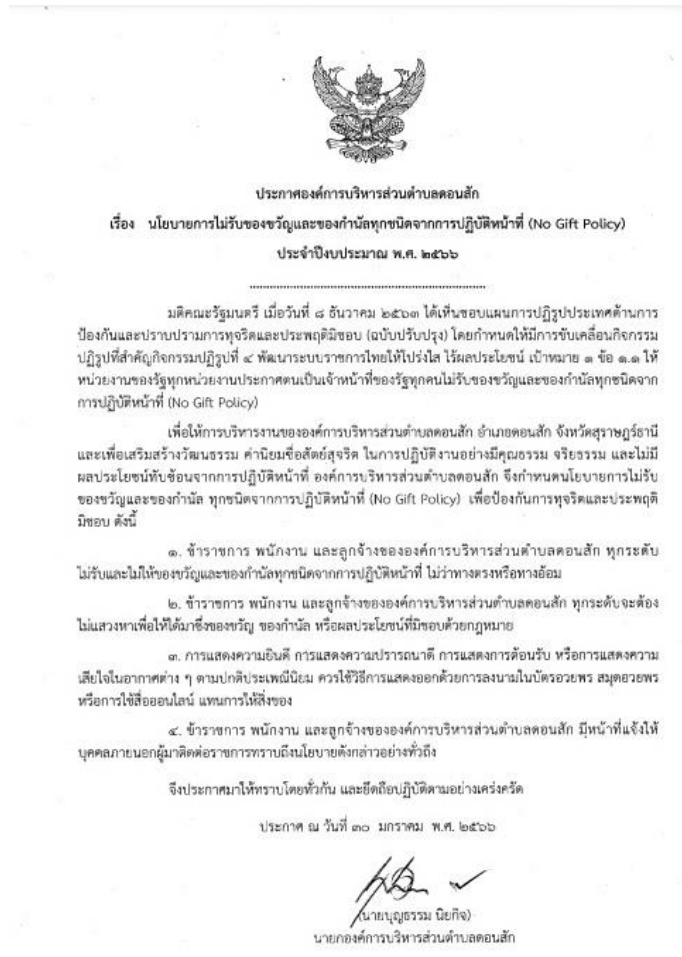 ประกาศองค์การบริหารส่วนตำบลดอนสัก
เรื่อง นโยบายการไม่รับของขวัญและของกำนัลทุกชนิดจากการปฏิบัติหน้าที่ (No Gift Policy)
ประจำปีงบประมาณ พ.ศ. ๒๕๖๖
มติคณะรัฐมนตรี เมื่อวันที่ ๘ ธันวาคม ๒๕๖๓ ได้เห็นชอบแผนการปฏิรูปประเทศด้านการ
ป้องกันและปราบปรามการทุจริตและประพฤติมิชอบ (ฉบับปรับปรุง) โดยกำหนดให้มีการขับเคลื่อนกิจกรรม
ปฏิรูปที่สำคัญกิจกรรมปฏิรูปที่ ๔ พัฒนาระบบราชการไทยให้โปร่งใส ไร้ผลประโยชน์ เป้าหมาย ๑ ข้อ ๑.๑ ให้
หน่วยงานของรัฐทุกหน่วยงานประกาศตนเป็นเจ้าหน้าที่ของรัฐทุกคนไม่รับของขวัญและของกำนัลทุกชนิดจาก
การปฏิบัติหน้าที่ (No Gift Policy)
เพื่อให้การบริหารงานขององค์การบริหารส่วนตำบลดอนสัก อำเภอดอนสัก จังหวัดสุราษฎร์ธานี
และเพื่อเสริมสร้างวัฒนธรรม ค่านิยมซื่อสัตย์สุจริต ในการปฏิบัติงานอย่างมีคุณธรรม จริยธรรม และไม่มี
ผลประโยชน์ทับซ้อนจากการปฏิบัติหน้าที่ องค์การบริหารส่วนตำบลดอนสัก จึงกำหนดนโยบายการไม่รับ
ของขวัญและของกำนัล ทุกชนิดจากการปฏิบัติหน้าที่ (No Gift Policy) เพื่อป้องกันการทุจริตและประพฤติ
มิชอบ ดังนี้
๑. ข้าราชการ พนักงาน และลูกจ้างขององค์การบริหารส่วนตำบลดอนสัก ทุกระดับ
ไม่รับและไม่ให้ของขวัญและของกำนัลทุกชนิดจากการปฏิบัติหน้าที่ ไม่ว่าทางตรงหรือทางอ้อม
๒. ข้าราชการ พนักงาน และลูกจ้างขององค์การบริหารส่วนตำบลดอนสัก ทุกระดับจะต้อง
ไม่แสวงหาเพื่อให้ได้มาซึ่งของขวัญ ของกำนัล หรือผลประโยชน์ที่มิชอบด้วยกฎหมาย
๓. การแสดงความยินดี การแสดงความปรารถนาดี การแสดงการต้อนรับ หรือการแสดงความ
เสียใจในอากาศต่าง ๆ ตามปกติประเพณีนิยม ควรใช้วิธีการแสดงออกด้วยการลงนามในบัตรอวยพร สมุดอวยพร
หรือการใช้สื่อออนไลน์ แทนการให้สิ่งของ
๔. ข้าราชการ พนักงาน และลูกจ้างขององค์การบริหารส่วนตำบลดอนสัก มีหน้าที่แจ้งให้
บุคคลภายนอกผู้มาติดต่อราชการทราบถึงนโยบายดังกล่าวอย่างทั่วถึง
จึงประกาศมาให้ทราบโดยทั่วกัน และยึดถือปฏิบัติตามอย่างเคร่งครัด
ประกาศ ณ วันที่ ๓๐ มกราคม พ.ศ. ๒๕๖๖
(นายบุญธรรม นิยกิจ)
นายกองค์การบริหารส่วนตำบลดอนสัก